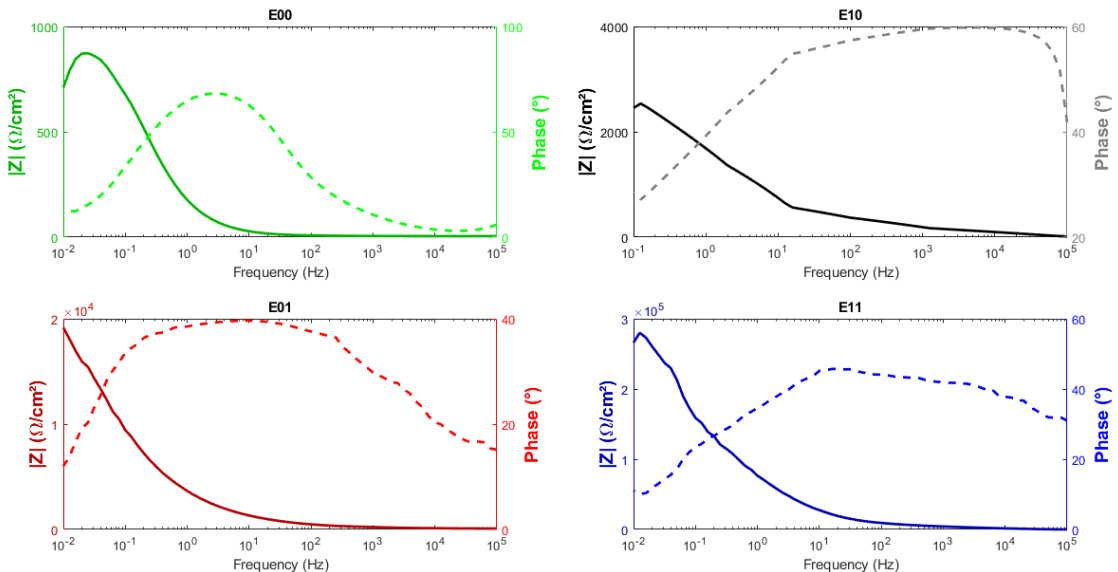 E00
1000
500
0
|Z| (Ω/cm²)
100
50
0
Phase (°)
10⁻² 10⁻¹ 10⁰ 10¹ 10² 10³ 10⁴ 10⁵
Frequency (Hz)
E10
4000
2000
0
|Z| (Ω/cm²)
60
40
20
Phase (°)
10⁻¹ 10⁰ 10¹ 10² 10³ 10⁴ 10⁵
Frequency (Hz)
E01
× 10⁴
2
1
0
|Z| (Ω/cm²)
40
20
0
Phase (°)
10⁻² 10⁻¹ 10⁰ 10¹ 10² 10³ 10⁴ 10⁵
Frequency (Hz)
E11
× 10⁵
3
2
1
0
|Z| (Ω/cm²)
60
40
20
0
Phase (°)
10⁻² 10⁻¹ 10⁰ 10¹ 10² 10³ 10⁴ 10⁵
Frequency (Hz)